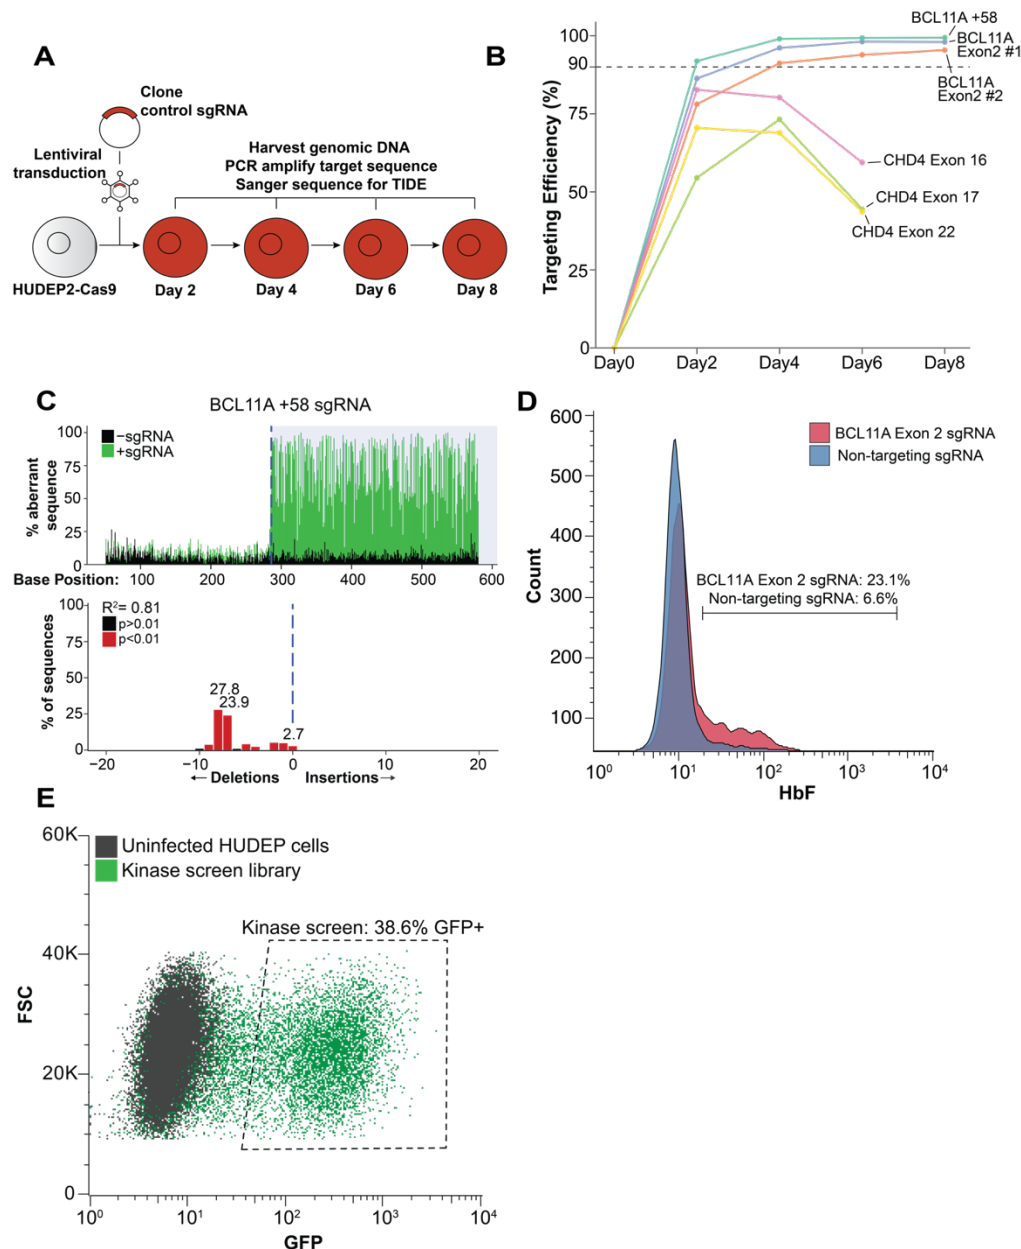 A
Clone
control sgRNA
Lentiviral
transduction
Harvest genomic DNA
PCR amplify target sequence
Sanger sequence for TIDE
HUDEP2-Cas9
Day 2
Day 4
Day 6
Day 8
B
Targeting Efficiency (%)
100
90
75
50
25
0
Day0
Day2
Day4
Day6
Day8
BCL11A +58
BCL11A
Exon2 #1
BCL11A
Exon2 #2
CHD4 Exon 16
CHD4 Exon 17
CHD4 Exon 22
C
BCL11A +58 sgRNA
% aberrant
sequence
100
75
50
25
0
−sgRNA
+sgRNA
Base Position:
100
200
300
400
500
600
% of sequences
100
75
50
25
0
R²= 0.81
p>0.01
p<0.01
27.8
23.9
2.7
−20
−10
0
10
20
← Deletions
Insertions→
D
Count
600
500
400
300
200
100
BCL11A Exon 2 sgRNA
Non-targeting sgRNA
BCL11A Exon 2 sgRNA: 23.1%
Non-targeting sgRNA: 6.6%
10⁰
10¹
10²
10³
10⁴
HbF
E
FSC
60K
40K
20K
0
Uninfected HUDEP cells
Kinase screen library
Kinase screen: 38.6% GFP+
10⁰
10¹
10²
10³
10⁴
GFP